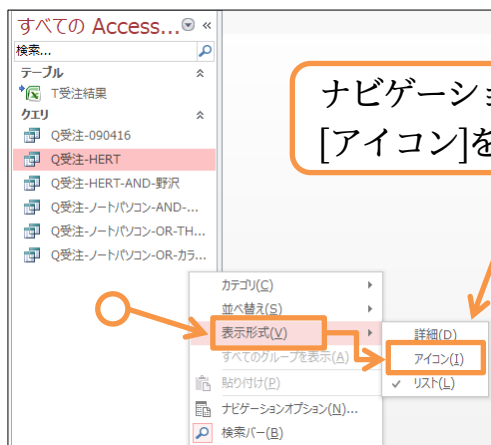 すべての Access...
検索...
テーブル
T受注結果
クエリ
Q受注-090416
Q受注-HERT
Q受注-HERT-AND-野沢
Q受注-ノートパソコン-AND-...
Q受注-ノートパソコン-OR-TH...
Q受注-ノートパソコン-OR-カラ...
ナビゲーショ
[アイコン]を
カテゴリ(C)
並べ替え(S)
表示形式(V)
すべてのグループを表示(A)
貼り付け(P)
ナビゲーションオプション(N)...
検索バー(B)
詳細(D)
アイコン(I)
リスト(L)